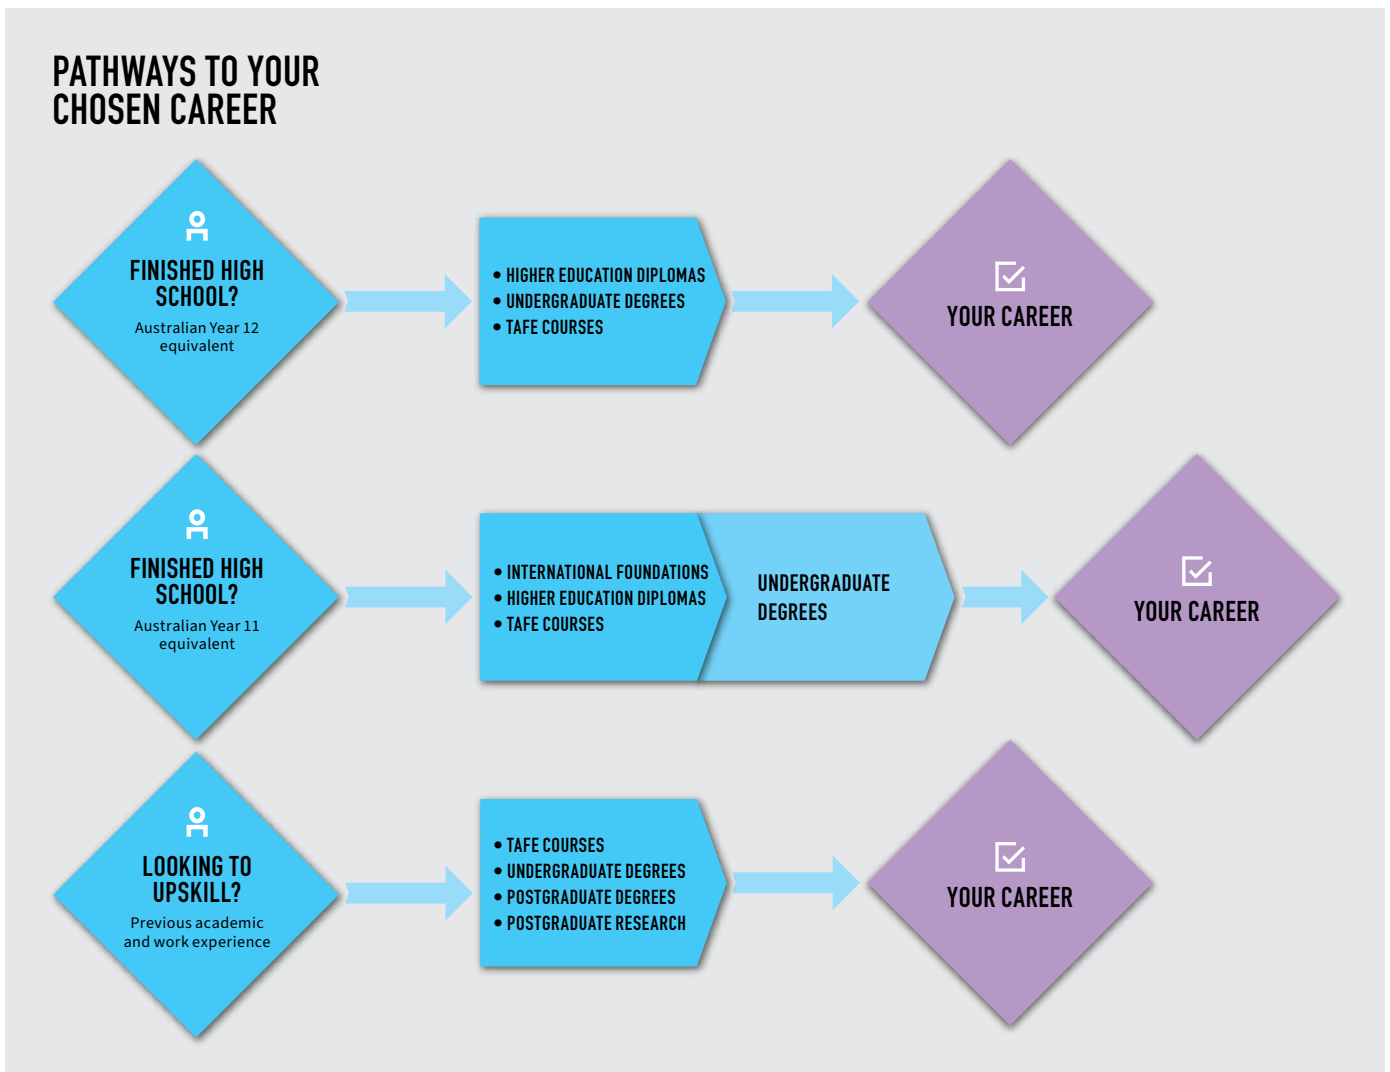 PATHWAYS TO YOUR
CHOSEN CAREER
FINISHED HIGH
SCHOOL?
Australian Year 12
equivalent
• HIGHER EDUCATION DIPLOMAS
• UNDERGRADUATE DEGREES
• TAFE COURSES
YOUR CAREER
FINISHED HIGH
SCHOOL?
Australian Year 11
equivalent
• INTERNATIONAL FOUNDATIONS
• HIGHER EDUCATION DIPLOMAS
• TAFE COURSES
UNDERGRADUATE
DEGREES
YOUR CAREER
LOOKING TO
UPSKILL?
Previous academic
and work experience
• TAFE COURSES
• UNDERGRADUATE DEGREES
• POSTGRADUATE DEGREES
• POSTGRADUATE RESEARCH
YOUR CAREER